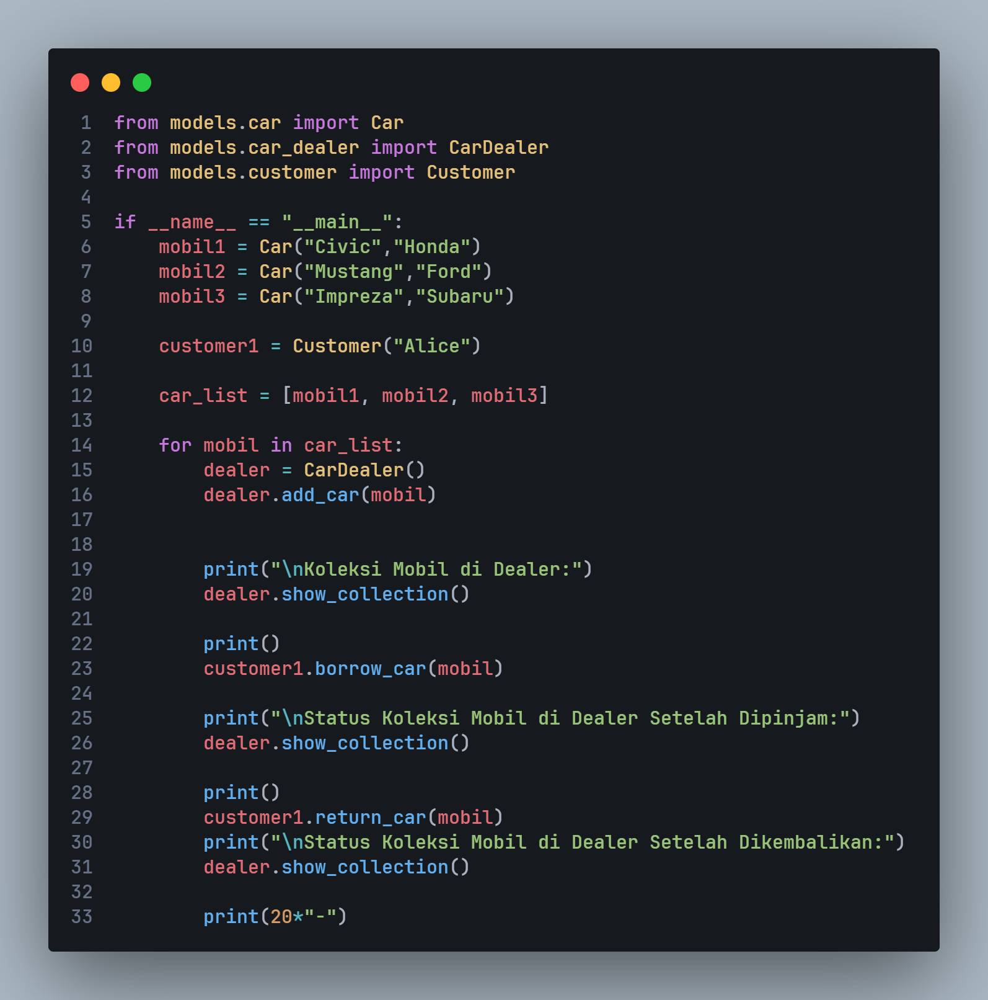 1 from models.car import Car
2 from models.car_dealer import CarDealer
3 from models.customer import Customer
4
5 if __name__ == "__main__":
6     mobil1 = Car("Civic","Honda")
7     mobil2 = Car("Mustang","Ford")
8     mobil3 = Car("Impreza","Subaru")
9
10     customer1 = Customer("Alice")
11
12     car_list = [mobil1, mobil2, mobil3]
13
14     for mobil in car_list:
15         dealer = CarDealer()
16         dealer.add_car(mobil)
17
18
19         print("\nKoleksi Mobil di Dealer:")
20         dealer.show_collection()
21
22         print()
23         customer1.borrow_car(mobil)
24
25         print("\nStatus Koleksi Mobil di Dealer Setelah Dipinjam:")
26         dealer.show_collection()
27
28         print()
29         customer1.return_car(mobil)
30         print("\nStatus Koleksi Mobil di Dealer Setelah Dikembalikan:")
31         dealer.show_collection()
32
33         print(20*"-")